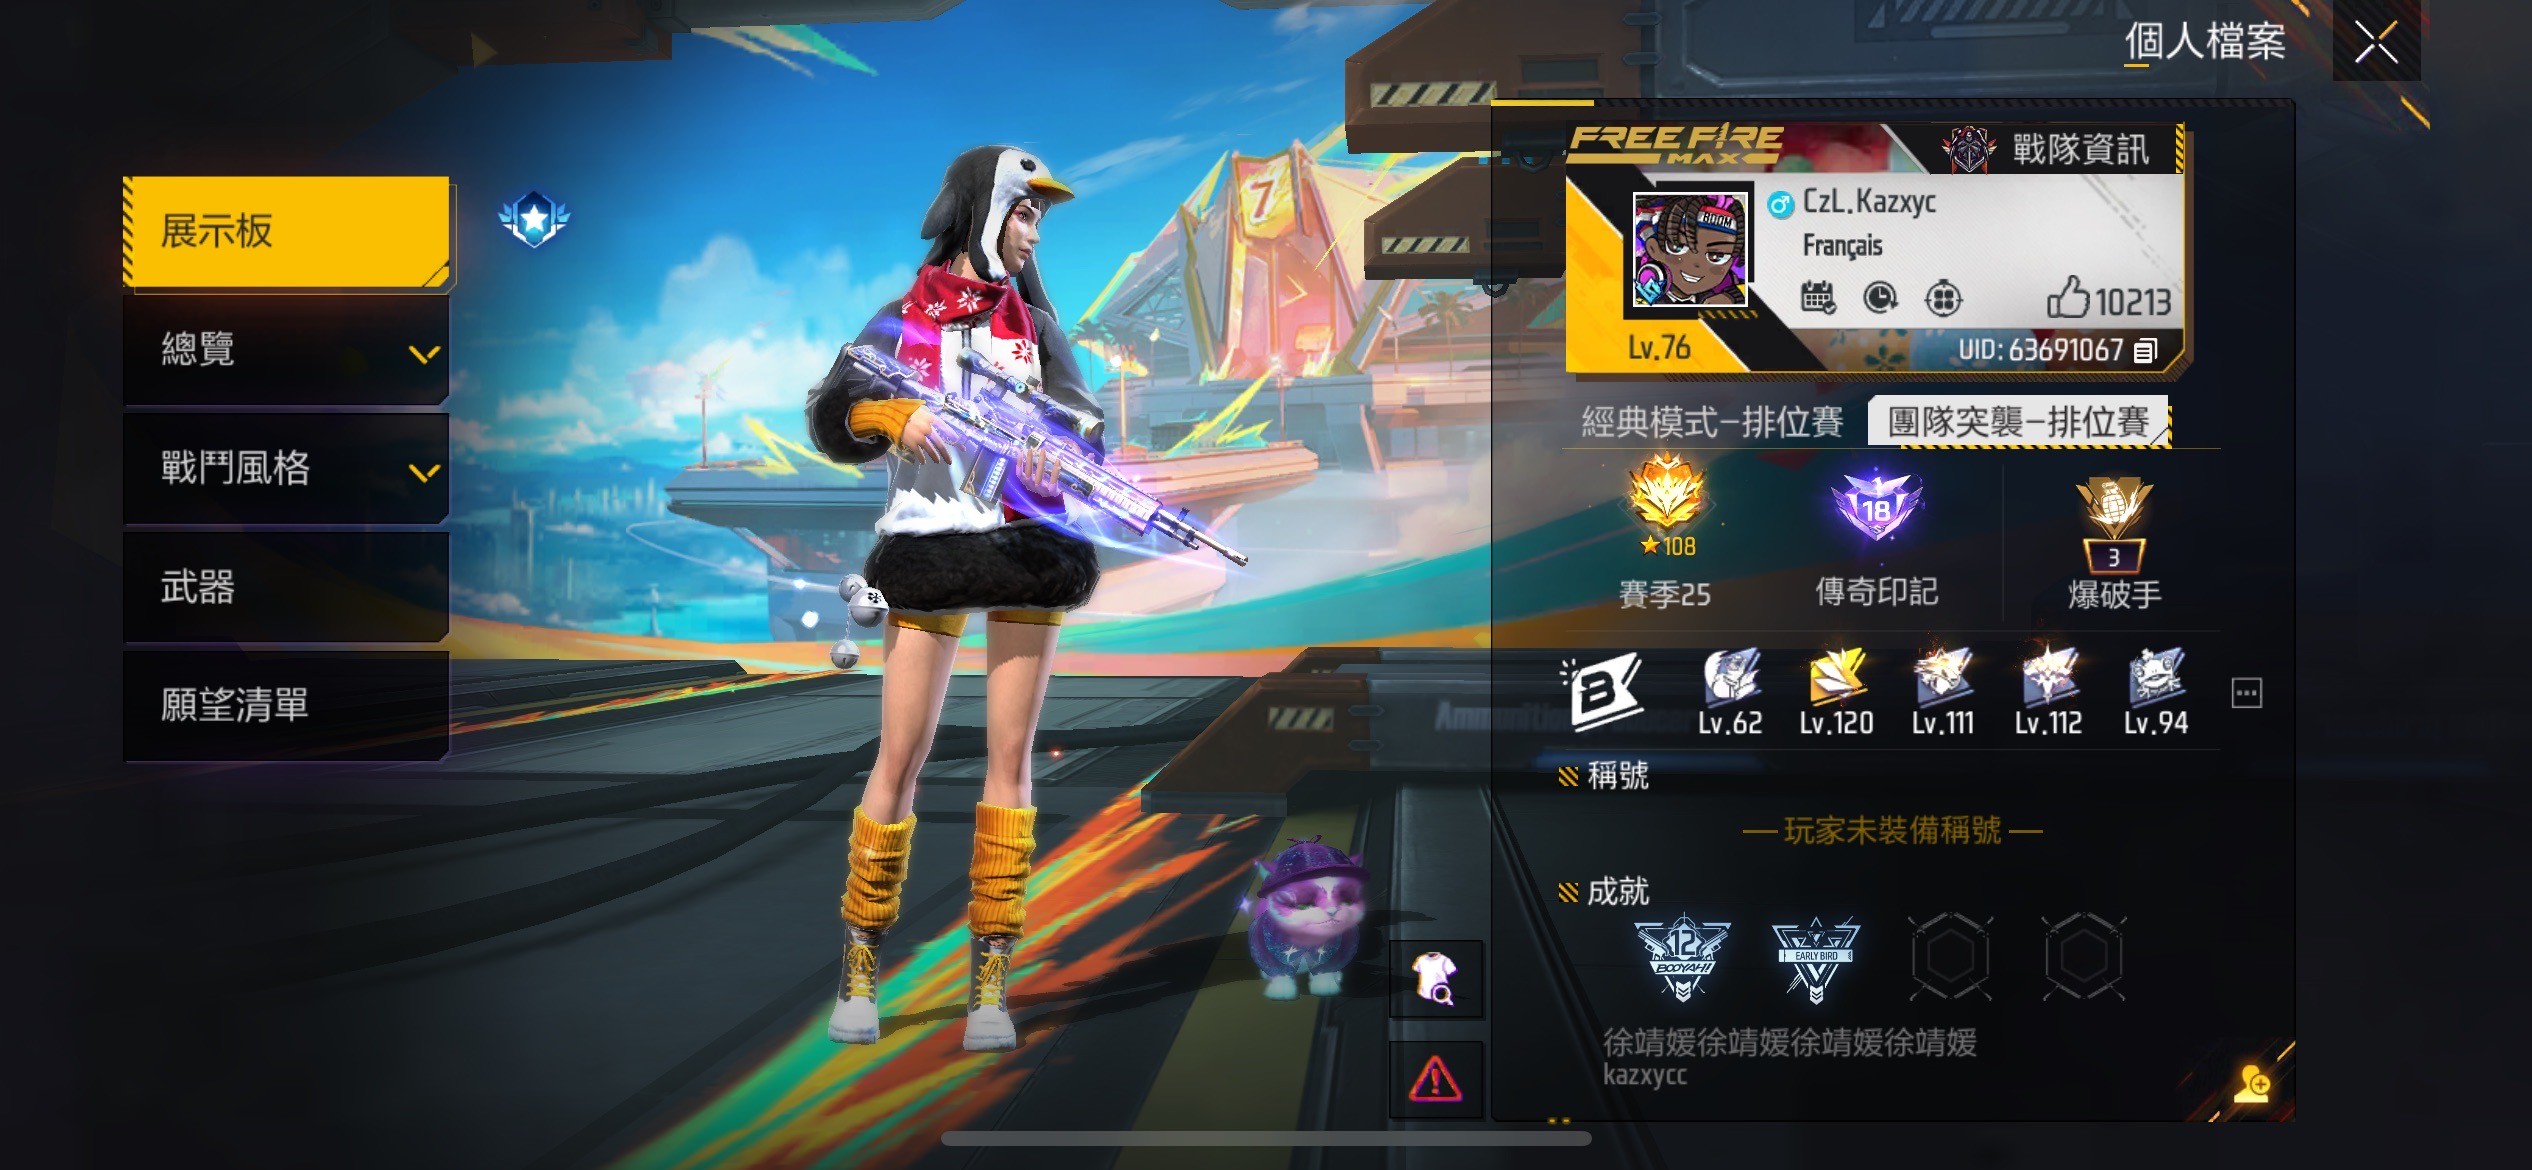 個人檔案
展示板
總覽
戰鬥風格
武器
願望清單
7
FREE FIRE
MAX
戰隊資訊
BOOM
CzL.Kazxyc
Français
10213
Lv.76
UID: 63691067
經典模式–排位賽
團隊突襲–排位賽
108
18
3
賽季25
傳奇印記
爆破手
B
Lv.62
Lv.120
Lv.111
Lv.112
Lv.94
Ammunition
稱號
玩家未裝備稱號
成就
12
BOOYAH!
EARLY BIRD
徐靖媛徐靖媛徐靖媛徐靖媛
kazxycc